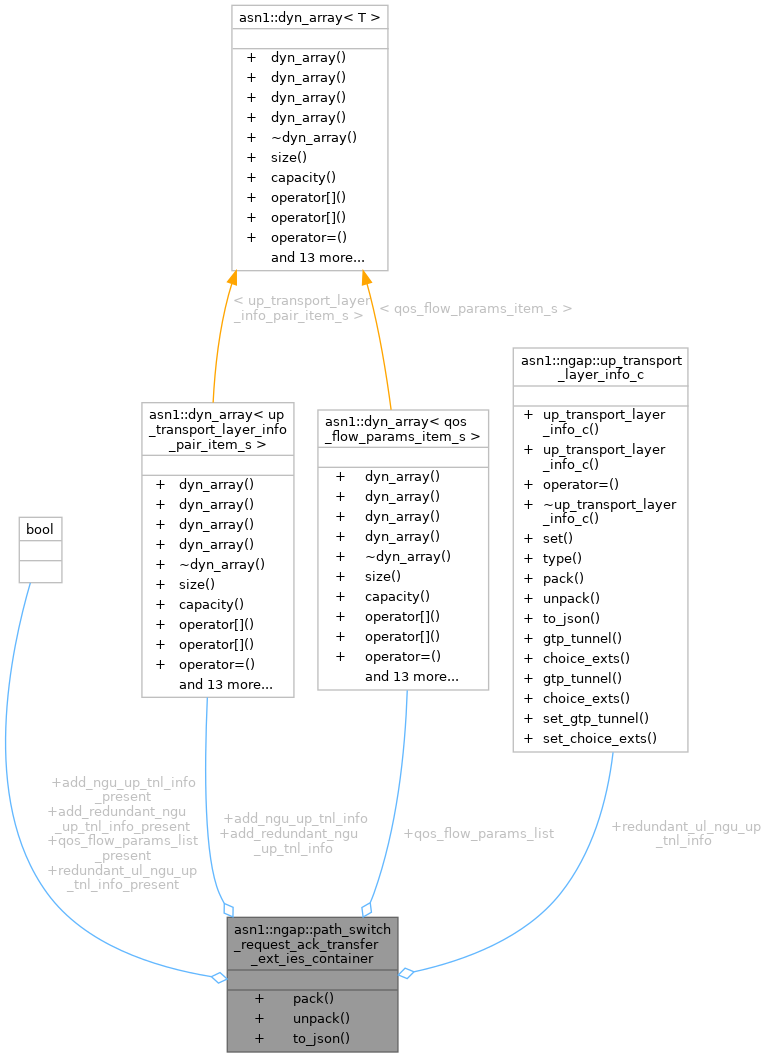 asn1::dyn_array< T >
+ dyn_array()
+ dyn_array()
+ dyn_array()
+ dyn_array()
+ ~dyn_array()
+ size()
+ capacity()
+ operator[]()
+ operator[]()
+ operator=()
and 13 more...
< up_transport_layer
_info_pair_item_s >
< qos_flow_params_item_s >
asn1::dyn_array< up
_transport_layer_info
_pair_item_s >
+ dyn_array()
+ dyn_array()
+ dyn_array()
+ dyn_array()
+ ~dyn_array()
+ size()
+ capacity()
+ operator[]()
+ operator[]()
+ operator=()
and 13 more...
asn1::dyn_array< qos
_flow_params_item_s >
+ dyn_array()
+ dyn_array()
+ dyn_array()
+ dyn_array()
+ ~dyn_array()
+ size()
+ capacity()
+ operator[]()
+ operator[]()
+ operator=()
and 13 more...
asn1::ngap::up_transport
_layer_info_c
+ up_transport_layer
_info_c()
+ up_transport_layer
_info_c()
+ operator=()
+ ~up_transport_layer
_info_c()
+ set()
+ type()
+ pack()
+ unpack()
+ to_json()
+ gtp_tunnel()
+ choice_exts()
+ gtp_tunnel()
+ choice_exts()
+ set_gtp_tunnel()
+ set_choice_exts()
bool
+add_ngu_up_tnl_info
_present
+add_redundant_ngu
_up_tnl_info_present
+qos_flow_params_list
_present
+redundant_ul_ngu_up
_tnl_info_present
+add_ngu_up_tnl_info
+add_redundant_ngu
_up_tnl_info
+qos_flow_params_list
+redundant_ul_ngu_up
_tnl_info
asn1::ngap::path_switch
_request_ack_transfer
_ext_ies_container
+ pack()
+ unpack()
+ to_json()